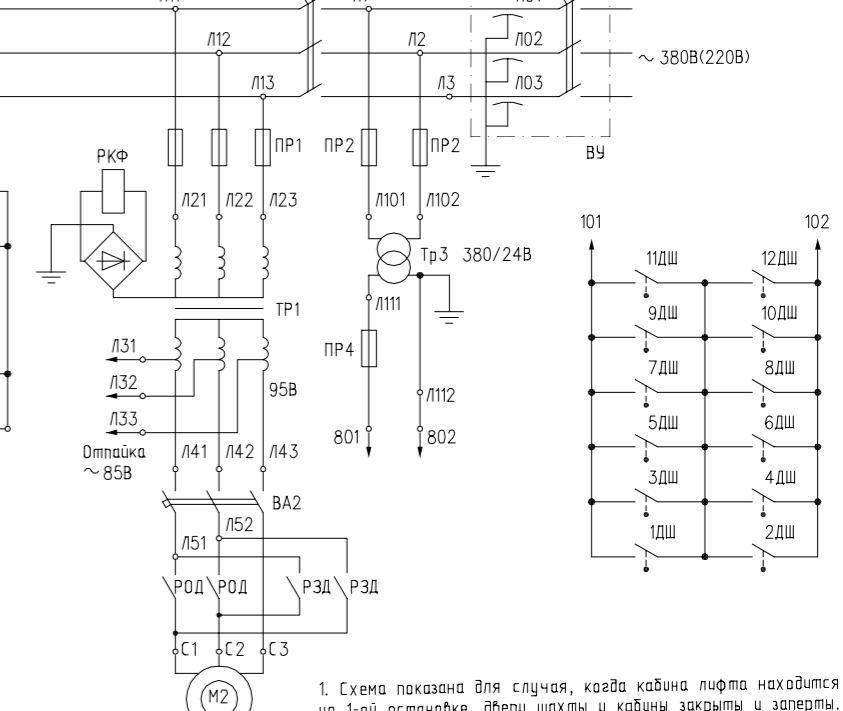 Л12 Л2 Л02
~ 380В(220В)
Л13 Л3 Л03
ПР1 ПР2 ПР2
ВУ
РКФ
Л21 Л22 Л23 Л101 Л102
101 102
Тр3 380/24В
11ДШ 12ДШ
ТР1
Л111
9ДШ 10ДШ
Л31
ПР4
7ДШ 8ДШ
Л32
95В
Л112
Л33
801 802
5ДШ 6ДШ
Отпайка
~ 85В
Л41 Л42 Л43
3ДШ 4ДШ
ВА2
Л52
Л51
1ДШ 2ДШ
РОД РОД РЗД РЗД
С1 С2 С3
М2
1. Схема показана для случая, когда кабина лифта находится
на 1-ой остановке, двери шахты и кабины закрыты и заперты.